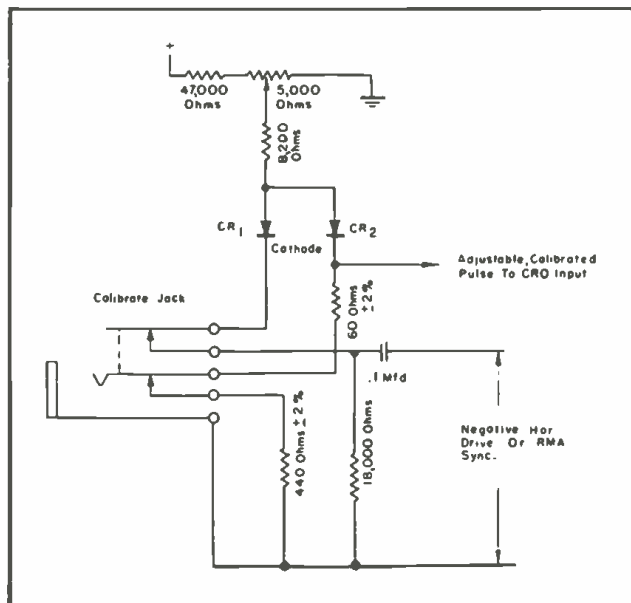 +
47,000
Ohms
5,000
Ohms
8,200
Ohms
CR1
Cathode
CR2
Adjustable, Calibrated
Pulse To CRO Input
Calibrate Jack
60 Ohms
±2%
.1 Mfd
Negative Hor
Drive Or RMA
Sync.
440 Ohms ±2%
18,000 Ohms